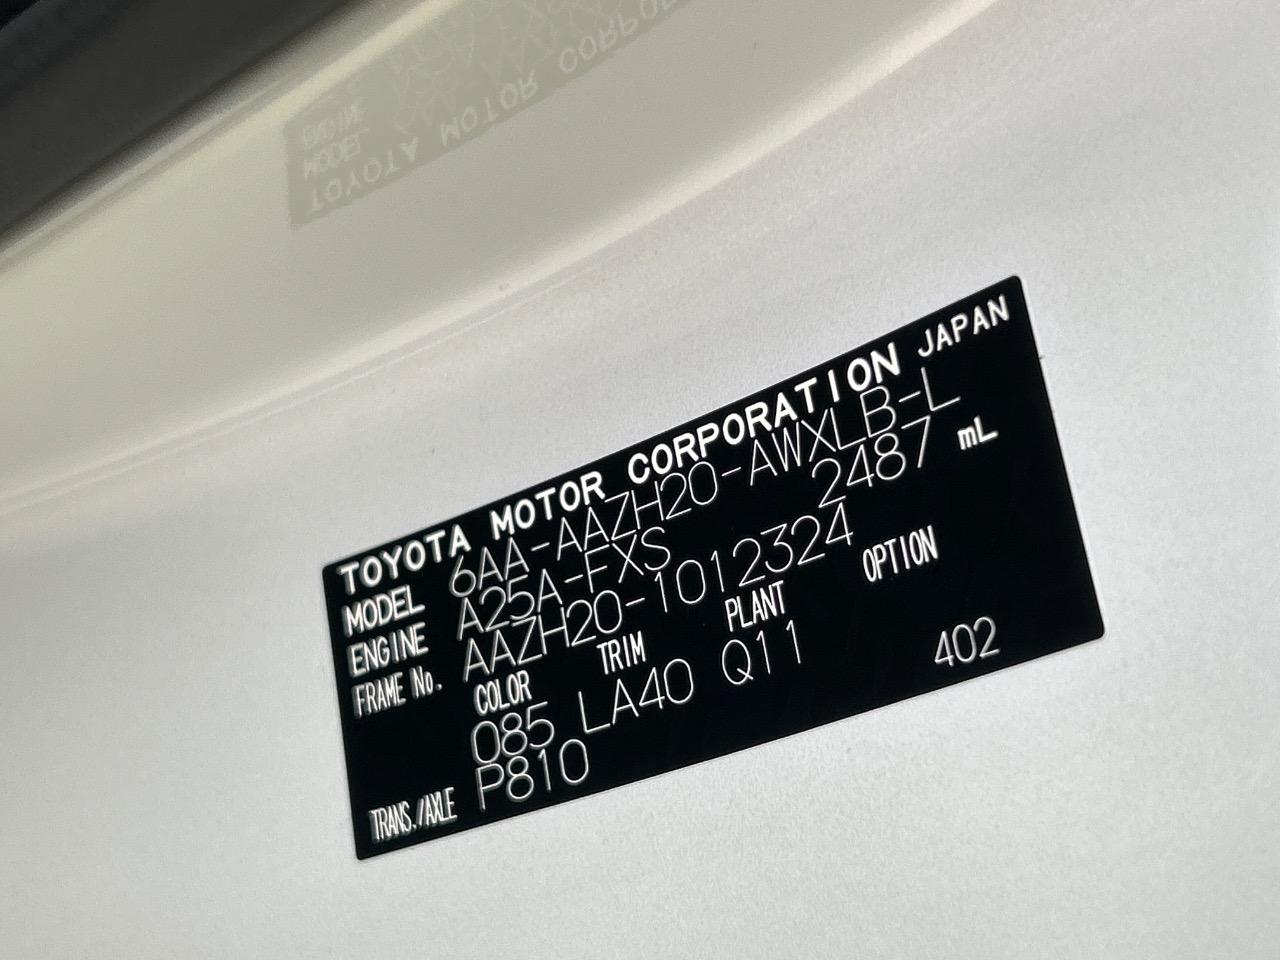 TOYOTA MOTOR CORPORATION JAPAN
MODEL 6AA-AAZH20-AWXLB-L
ENGINE A25A-FXS 2487 mL
FRAME No. AAZH20-1012324
COLOR TRIM PLANT OPTION
085 LA40 Q11 402
TRANS./AXLE P810